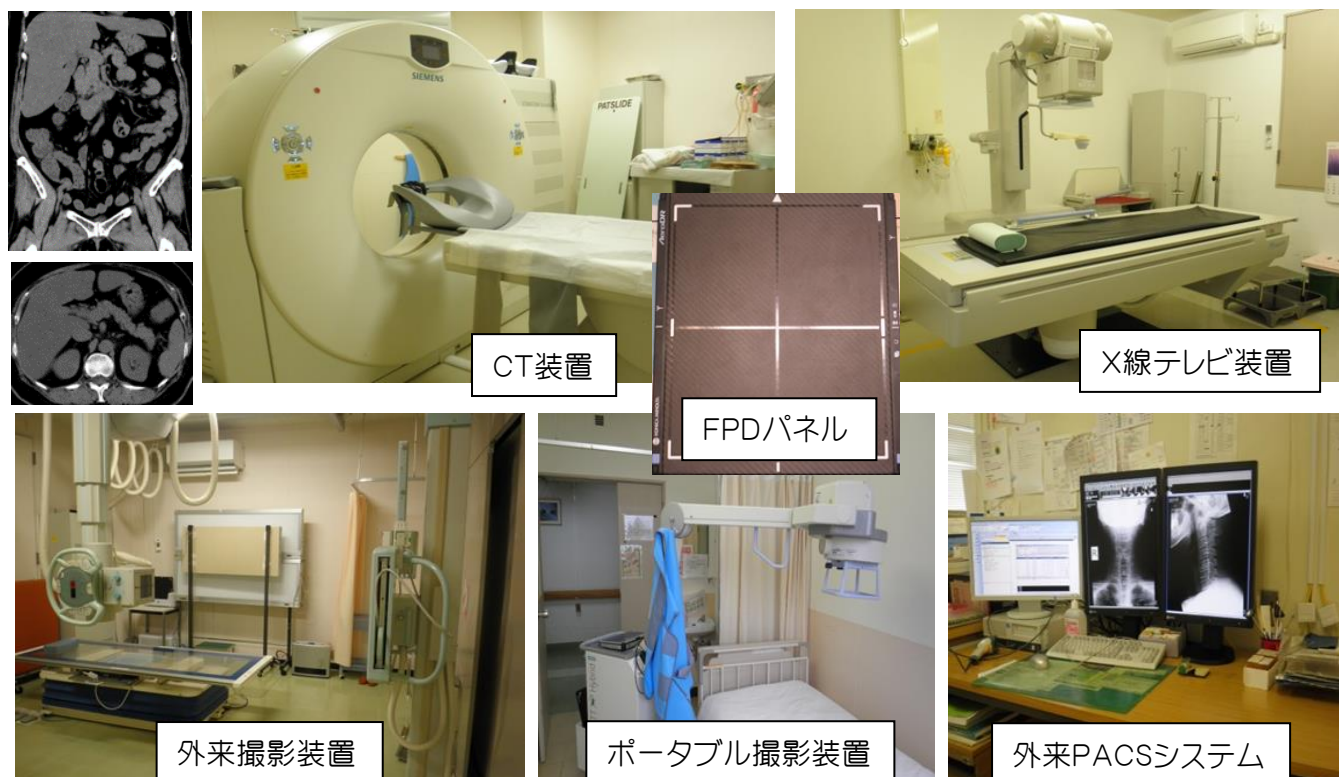 SIEMENS
PATSLIDE
CT装置
X線テレビ装置
AeroDR
FPDパネル
外来撮影装置
Hybrid
ポータブル撮影装置
外来PACSシステム